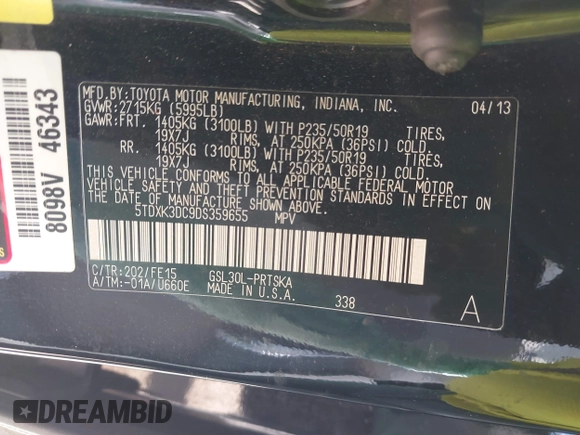 MFD.BY:TOYOTA MOTOR MANUFACTURING, INDIANA, INC. 04/13
GVWR:2715KG (5995LB)
GAWR:FRT. 1405KG (3100LB) WITH P235/50R19 TIRES,
19X7J RIMS, AT 250KPA (36PSI) COLD.
RR. 1405KG (3100LB) WITH P235/50R19 TIRES,
19X7J RIMS, AT 250KPA (36PSI) COLD.
THIS VEHICLE CONFORMS TO ALL APPLICABLE FEDERAL MOTOR
VEHICLE SAFETY AND THEFT PREVENTION STANDARDS IN EFFECT ON
THE DATE OF MANUFACTURE SHOWN ABOVE.
5TDXK3DC9DS359655 MPV
C/TR:202/FE15 GSL30L-PRTSKA
A/TM:-01A/U660E MADE IN U.S.A. 338 A
8098V 46343
DREAMBID